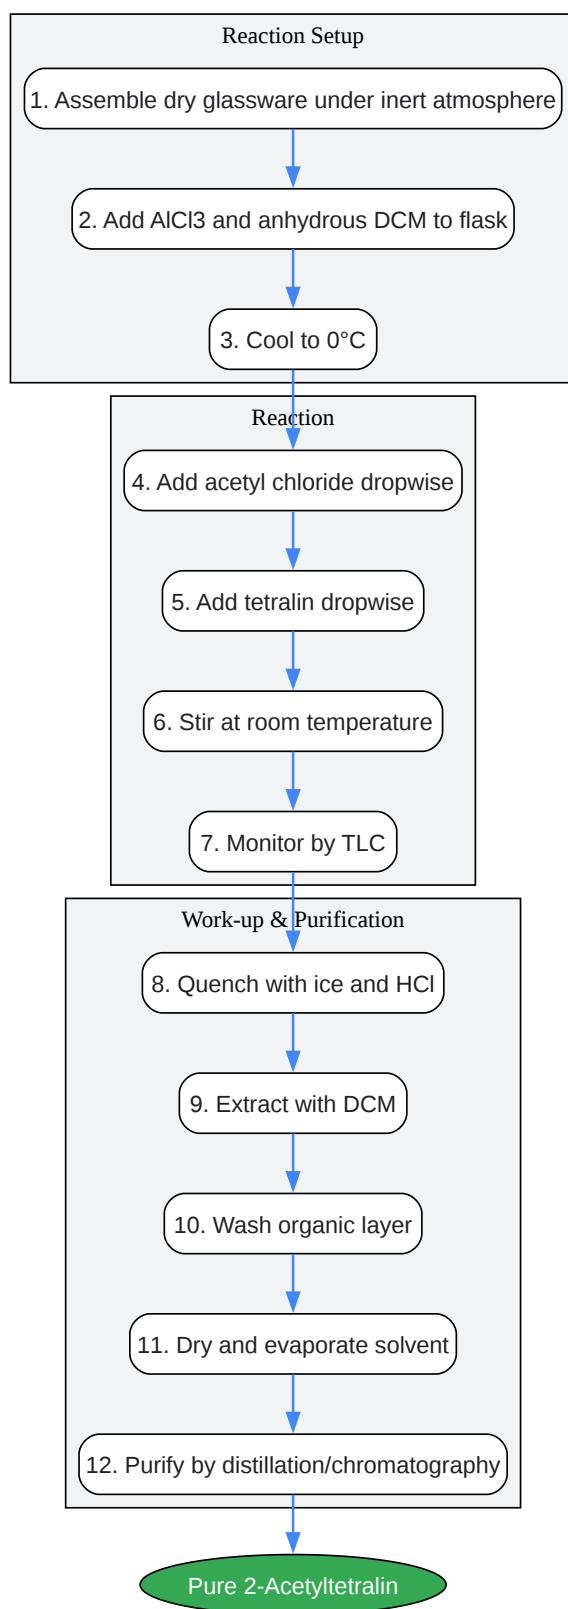 Reaction Setup
1. Assemble dry glassware under inert atmosphere
2. Add AlCl3 and anhydrous DCM to flask
3. Cool to 0°C
Reaction
4. Add acetyl chloride dropwise
5. Add tetralin dropwise
6. Stir at room temperature
7. Monitor by TLC
Work-up & Purification
8. Quench with ice and HCl
9. Extract with DCM
10. Wash organic layer
11. Dry and evaporate solvent
12. Purify by distillation/chromatography
Pure 2-Acetyltetralin